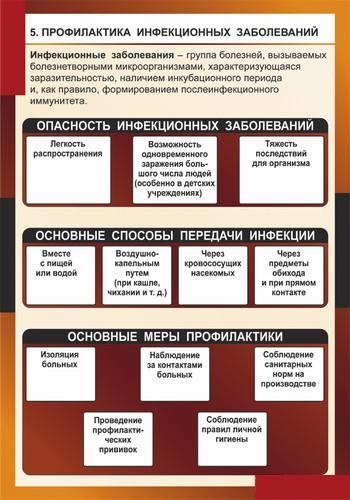 5. ПРОФИЛАКТИКА ИНФЕКЦИОННЫХ ЗАБОЛЕВАНИЙ
Инфекционные заболевания – группа болезней, вызываемых
болезнетворными микроорганизмами, характеризующаяся
заразительностью, наличием инкубационного периода
и, как правило, формированием послеинфекционного
иммунитета.
ОПАСНОСТЬ ИНФЕКЦИОННЫХ ЗАБОЛЕВАНИЙ
Легкость
распространения
Возможность
одновременного
заражения боль-
шого числа людей
(особенно в детских
учреждениях)
Тяжесть
последствий
для организма
ОСНОВНЫЕ СПОСОБЫ ПЕРЕДАЧИ ИНФЕКЦИИ
Вместе
с пищей
или водой
Воздушно-
капельным
путем
(при кашле,
чихании и т. д.)
Через
кровососущих
насекомых
Через
предметы
обихода
и при прямом
контакте
ОСНОВНЫЕ МЕРЫ ПРОФИЛАКТИКИ
Изоляция
больных
Наблюдение
за контактами
больных
Соблюдение
санитарных
норм на
производстве
Проведение
профилакти-
ческих
прививок
Соблюдение
правил личной
гигиены